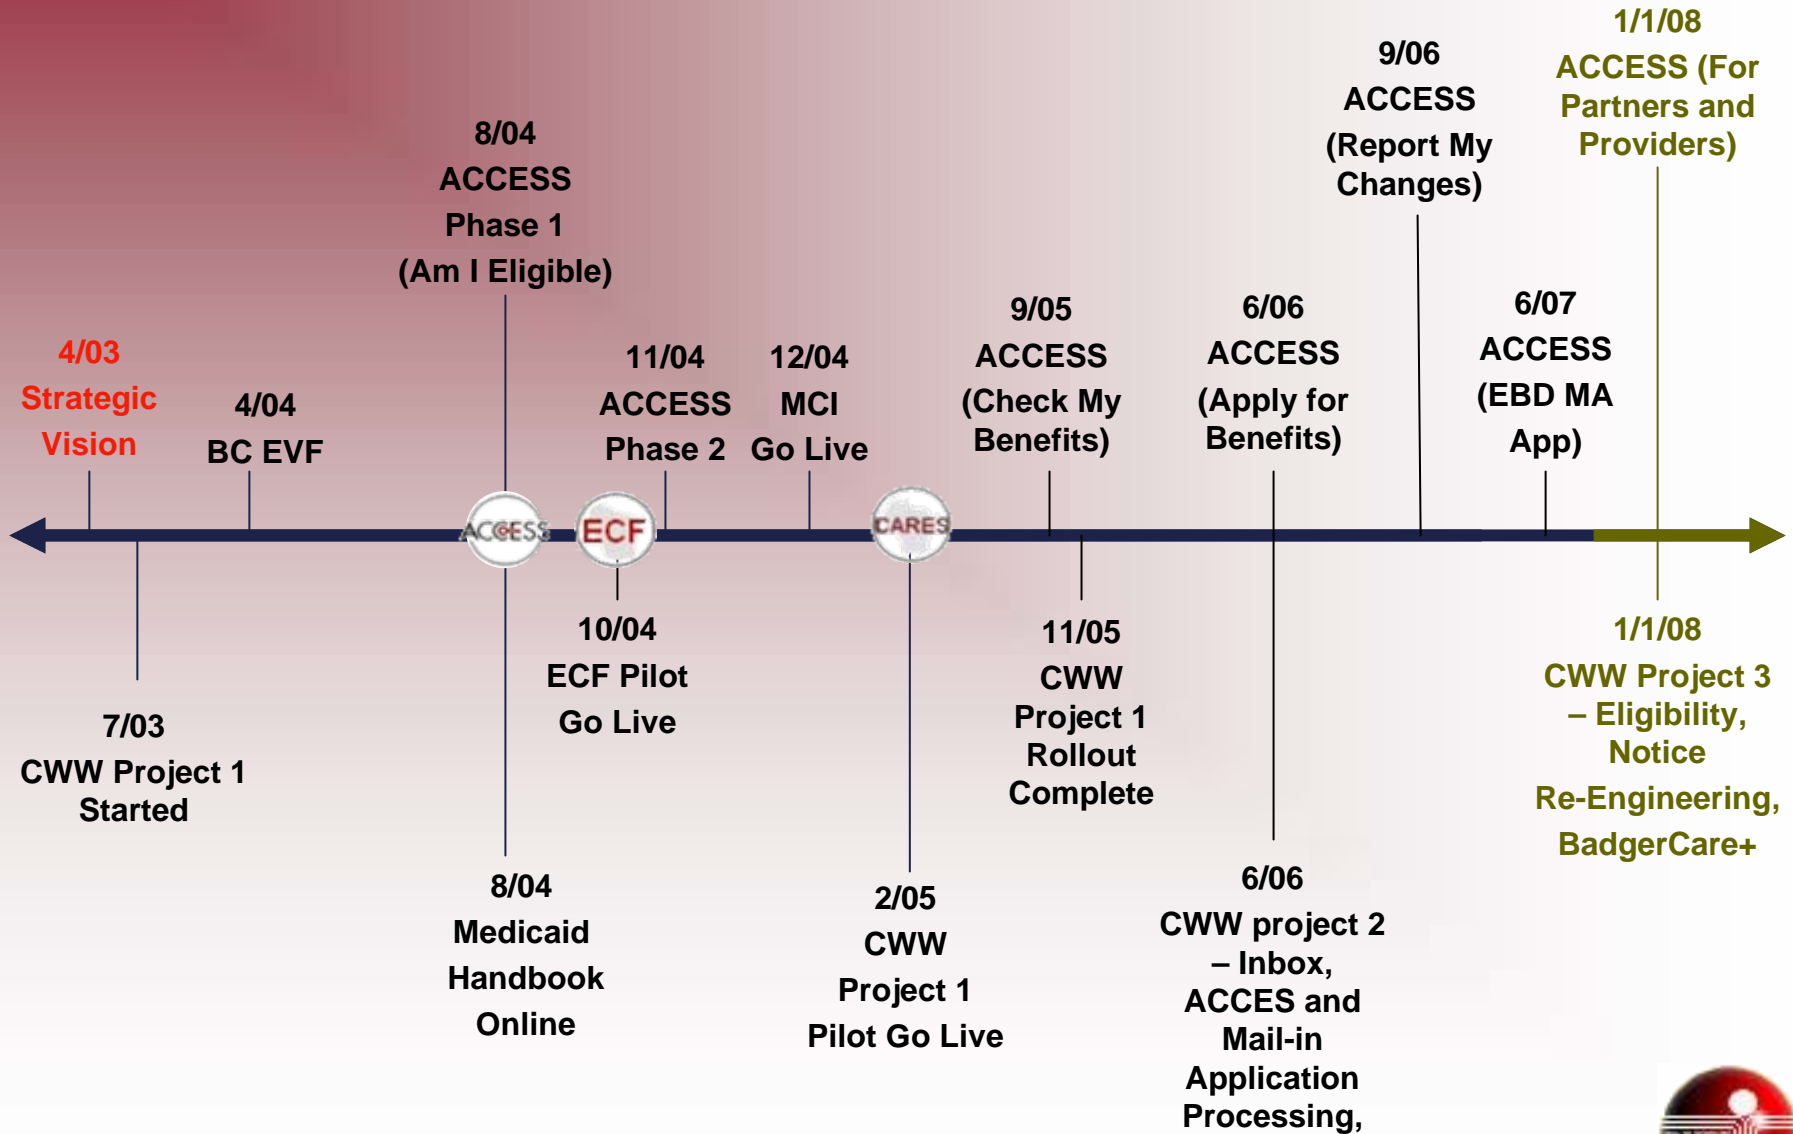 4/03
Strategic
Vision
4/04
BC EVF
8/04
ACCESS
Phase 1
(Am I Eligible)
11/04
ACCESS
Phase 2
12/04
MCI
Go Live
9/05
ACCESS
(Check My
Benefits)
6/06
ACCESS
(Apply for
Benefits)
9/06
ACCESS
(Report My
Changes)
6/07
ACCESS
(EBD MA
App)
1/1/08
ACCESS (For
Partners and
Providers)
ACCESS
ECF
CARES
7/03
CWW Project 1
Started
8/04
Medicaid
Handbook
Online
10/04
ECF Pilot
Go Live
2/05
CWW
Project 1
Pilot Go Live
11/05
CWW
Project 1
Rollout
Complete
6/06
CWW project 2
– Inbox,
ACCES and
Mail-in
Application
Processing,
1/1/08
CWW Project 3
– Eligibility,
Notice
Re-Engineering,
BadgerCare+